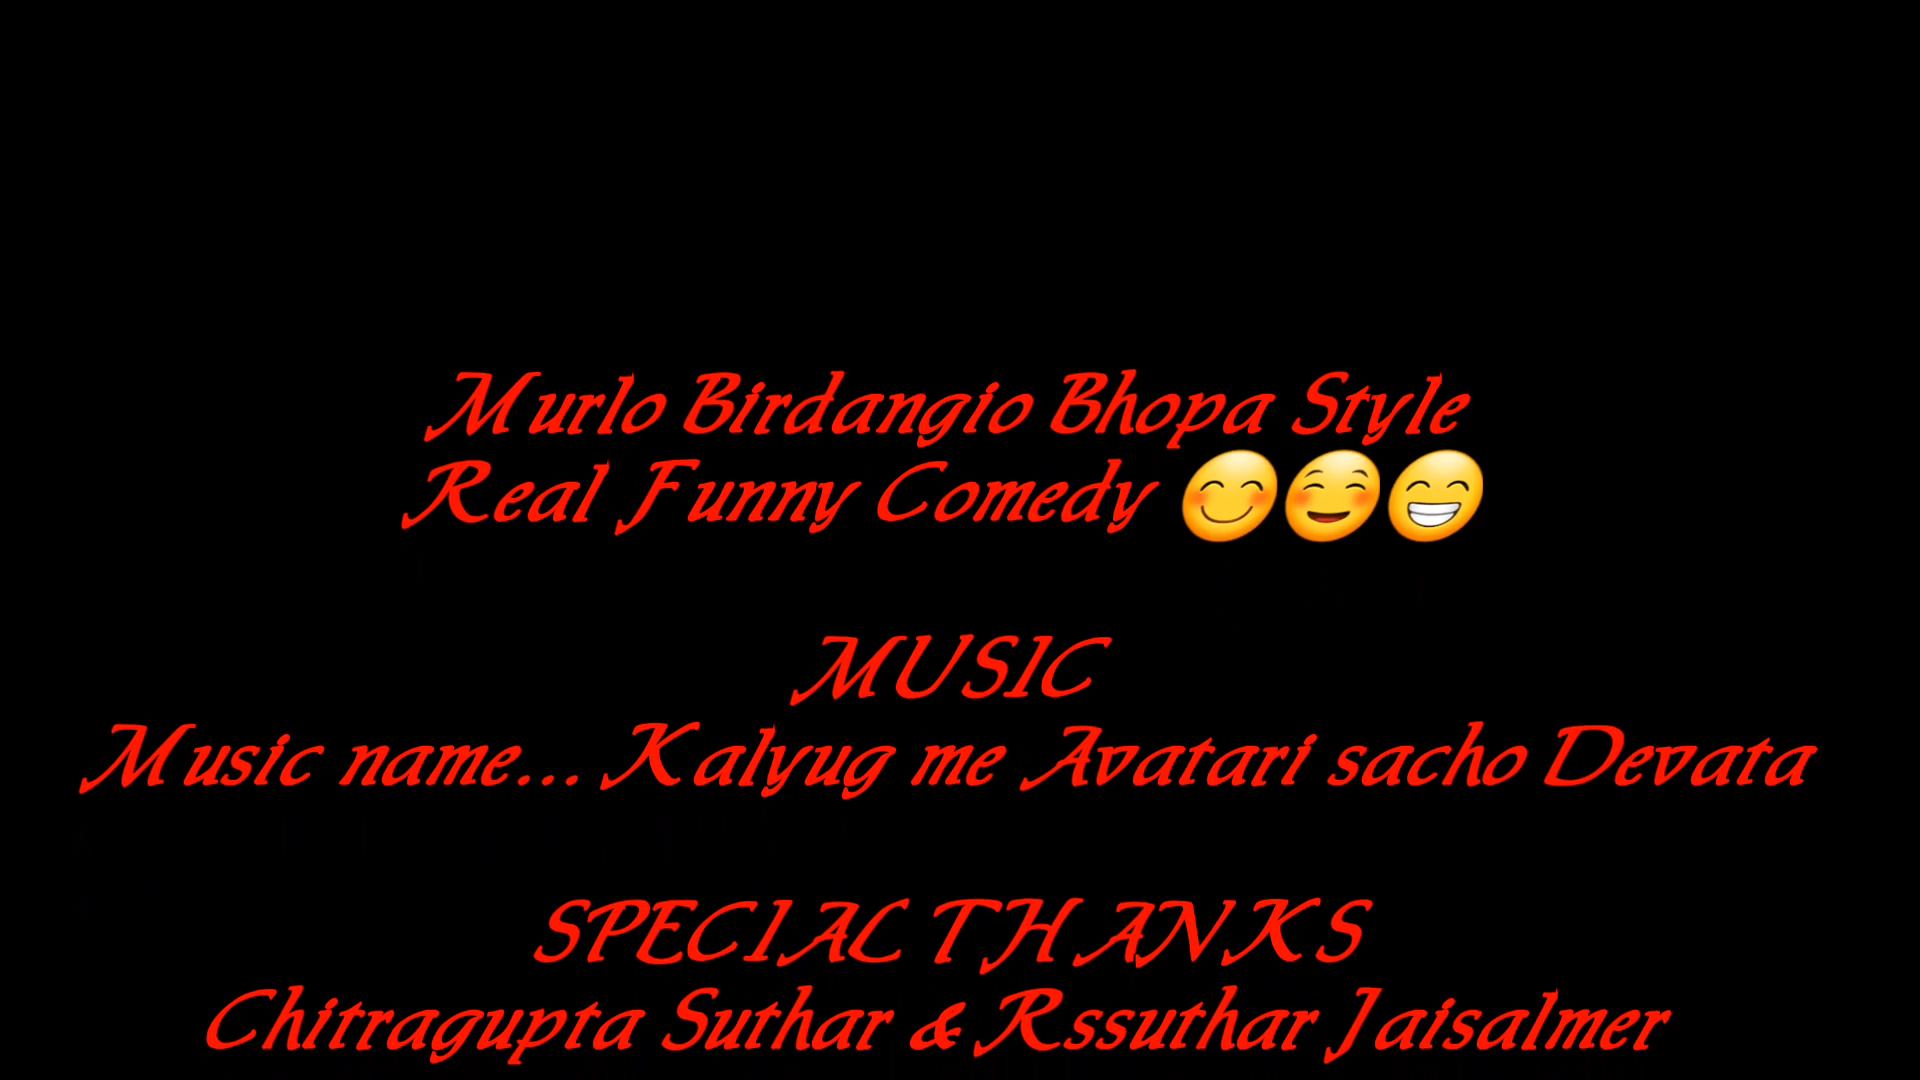 Murlo Birdangio Bhopa Style
Real Funny Comedy 😊😅😁
MUSIC
Music name... Kalyug me Avatari sacho Devata
SPECIAL THANKS
Chitragupta Suthar & Rssuthar Jaisalmer